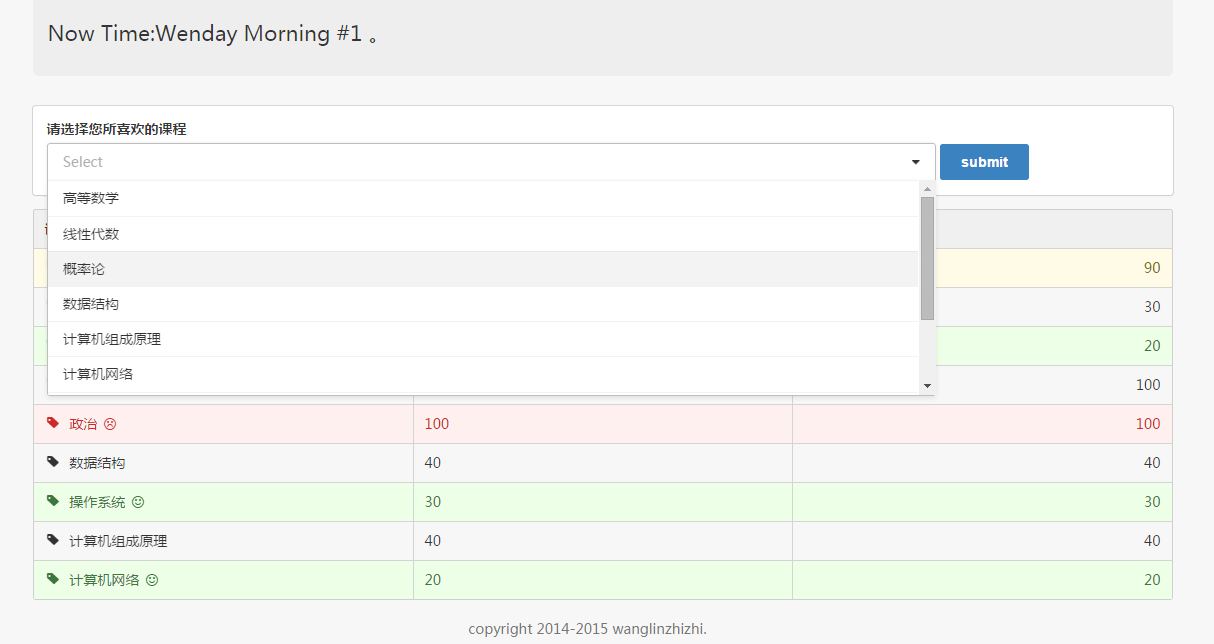 Now Time:Wenday Morning #1 。
请选择您所喜欢的课程
Select
submit
高等数学
线性代数
概率论
90
数据结构
30
计算机组成原理
20
计算机网络
100
政治 100 100
数据结构 40 40
操作系统 30 30
计算机组成原理 40 40
计算机网络 20 20
copyright 2014-2015 wanglinzhizhi.